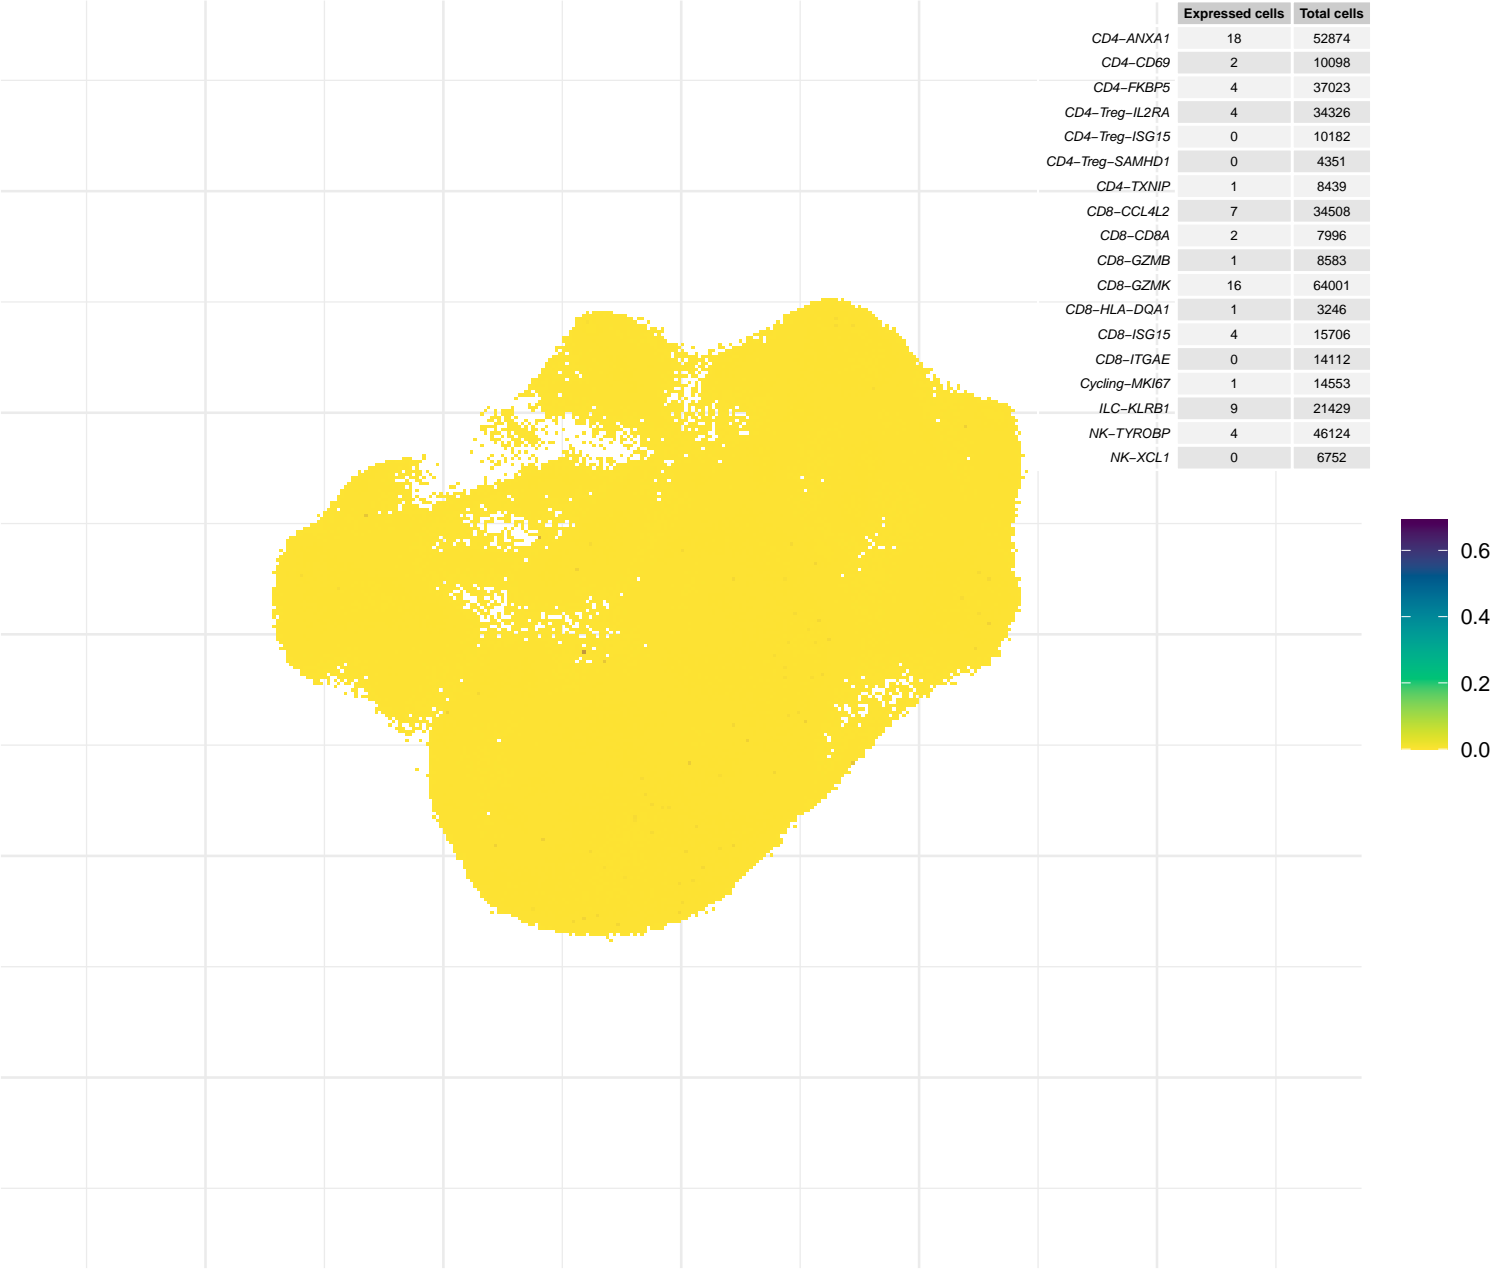 Expressed cells Total cells
CD4−ANXA1 18 52874
CD4−CD69 2 10098
CD4−FKBP5 4 37023
CD4−Treg−IL2RA 4 34326
CD4−Treg−ISG15 0 10182
CD4−Treg−SAMHD1 0 4351
CD4−TXNIP 1 8439
CD8−CCL4L2 7 34508
CD8−CD8A 2 7996
CD8−GZMB 1 8583
CD8−GZMK 16 64001
CD8−HLA−DQA1 1 3246
CD8−ISG15 4 15706
CD8−ITGAE 0 14112
Cycling−MKI67 1 14553
ILC−KLRB1 9 21429
NK−TYROBP 4 46124
NK−XCL1 0 6752
0.6
0.4
0.2
0.0